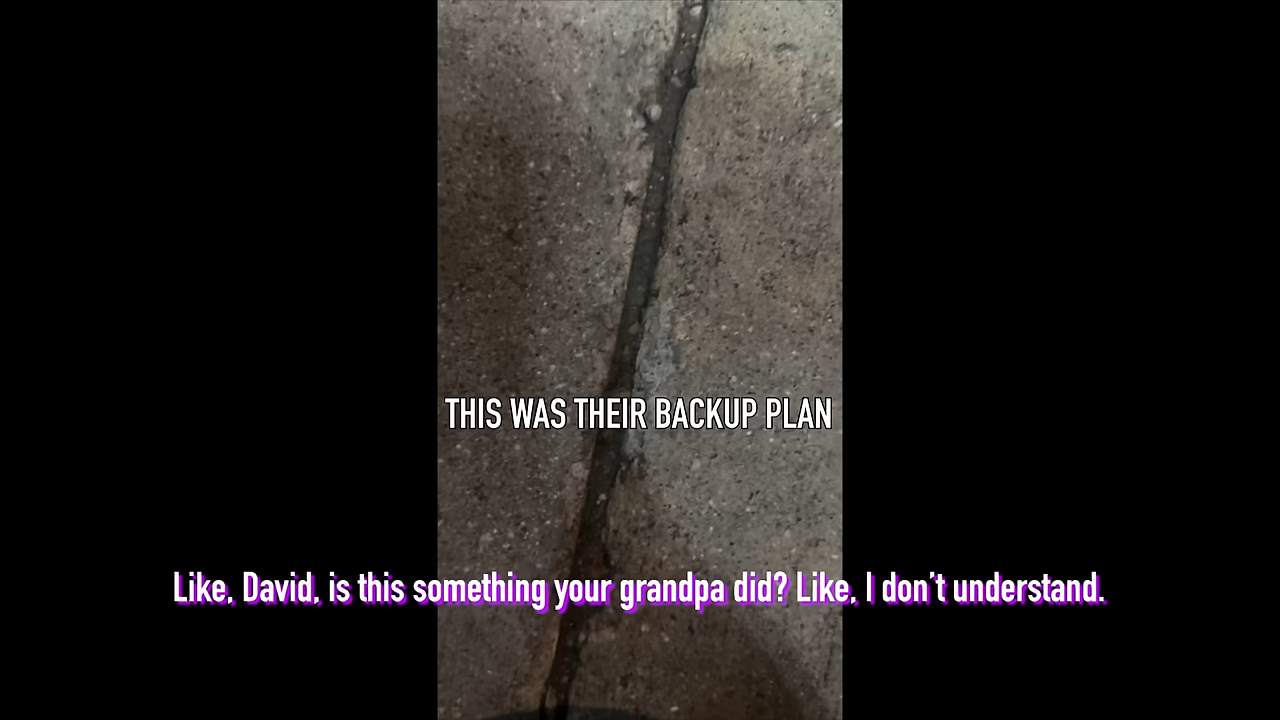 THIS WAS THEIR BACKUP PLAN
Like, David, is this something your grandpa did? Like, I don’t understand.